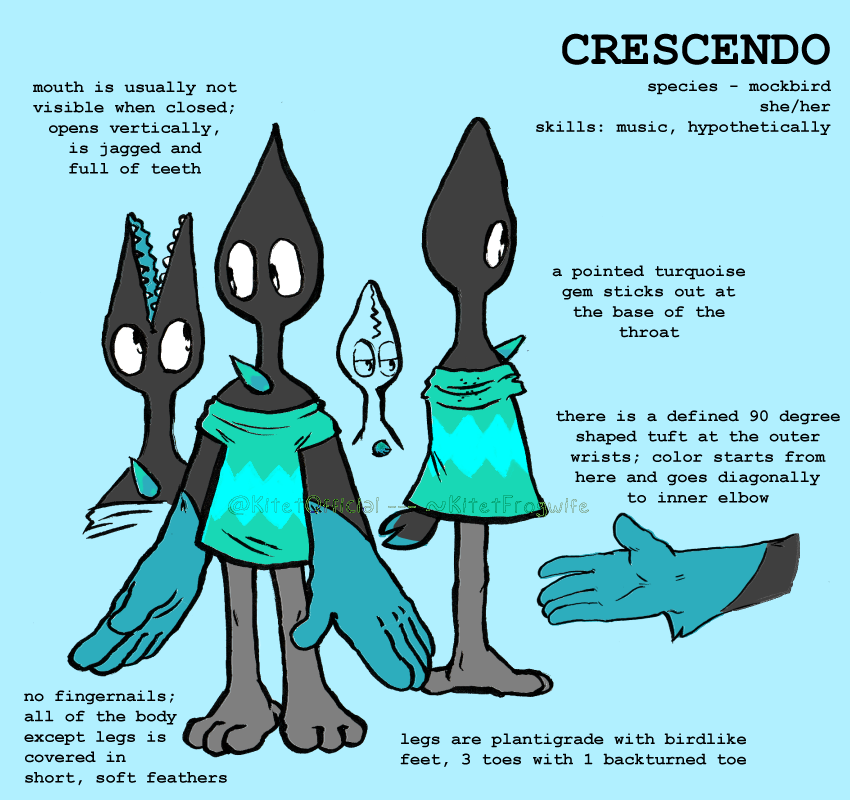 CRESCENDO
species - mockbird
she/her
skills: music, hypothetically
mouth is usually not
visible when closed;
opens vertically,
is jagged and
full of teeth
a pointed turquoise
gem sticks out at
the base of the
throat
there is a defined 90 degree
shaped tuft at the outer
wrists; color starts from
here and goes diagonally
to inner elbow
@KitetOfficial --- ~KitetFrogwife
no fingernails;
all of the body
except legs is
covered in
short, soft feathers
legs are plantigrade with birdlike
feet, 3 toes with 1 backturned toe